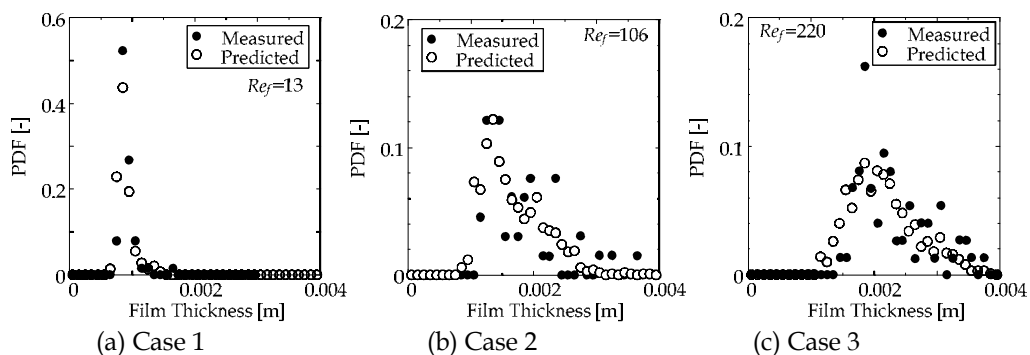 0.6
0.4
0.2
0
PDF [-]
Measured
Predicted
Re_f=13
0 0.002 0.004
Film Thickness [m]
(a) Case 1
0.2
0.1
0
PDF [-]
Measured
Predicted
Re_f=106
0 0.002 0.004
Film Thickness [m]
(b) Case 2
0.2
0.1
0
PDF [-]
Re_f=220
Measured
Predicted
0 0.002 0.004
Film Thickness [m]
(c) Case 3